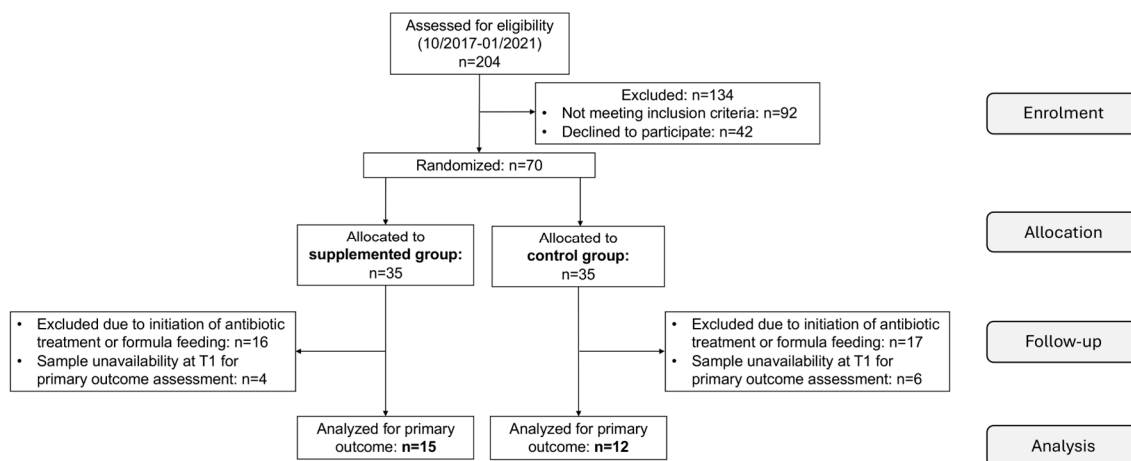 Assessed for eligibility
(10/2017-01/2021)
n=204
Excluded: n=134
• Not meeting inclusion criteria: n=92
• Declined to participate: n=42
Enrolment
Randomized: n=70
Allocated to
supplemented group:
n=35
Allocated to
control group:
n=35
Allocation
• Excluded due to initiation of antibiotic
treatment or formula feeding: n=16
• Sample unavailability at T1 for
primary outcome assessment: n=4
• Excluded due to initiation of antibiotic
treatment or formula feeding: n=17
• Sample unavailability at T1 for
primary outcome assessment: n=6
Follow-up
Analyzed for primary
outcome: n=15
Analyzed for primary
outcome: n=12
Analysis